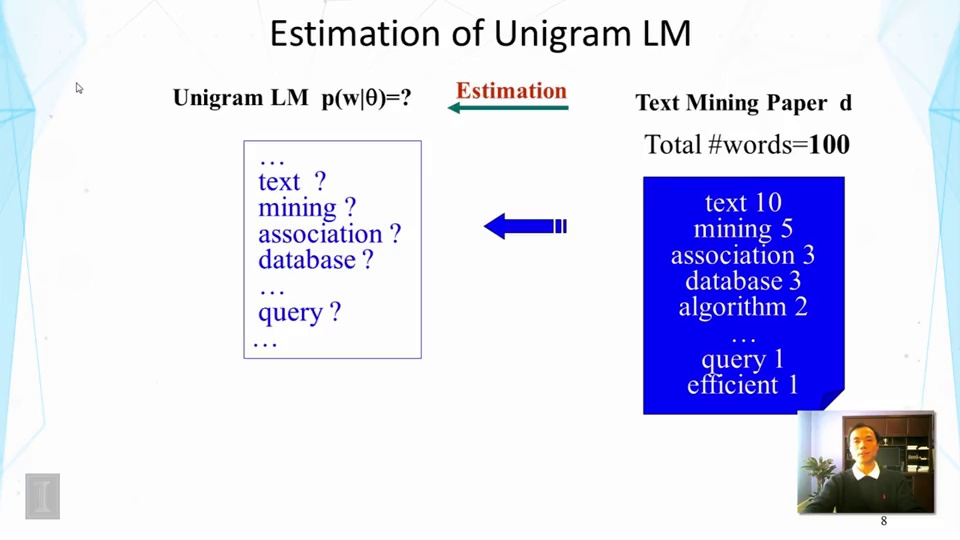 Estimation of Unigram LM
Unigram LM p(w|θ)=?
Estimation
Text Mining Paper d
Total #words=100
…
text ?
mining ?
association ?
database ?
…
query ?
…
text 10
mining 5
association 3
database 3
algorithm 2
…
query 1
efficient 1
I
8